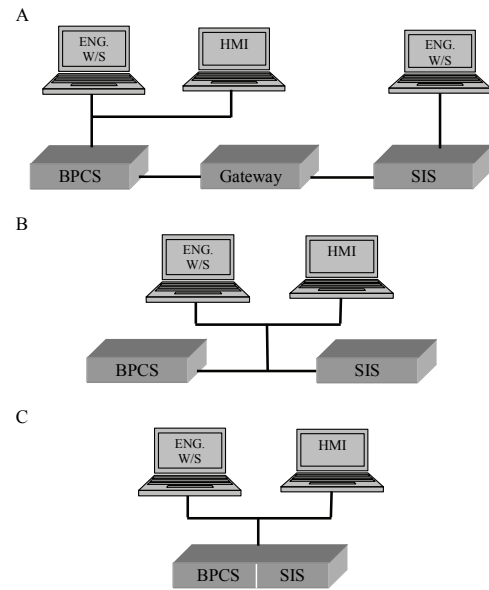 A
ENG.
W/S
HMI
ENG.
W/S
BPCS
Gateway
SIS
B
ENG.
W/S
HMI
BPCS
SIS
C
ENG.
W/S
HMI
BPCS
SIS